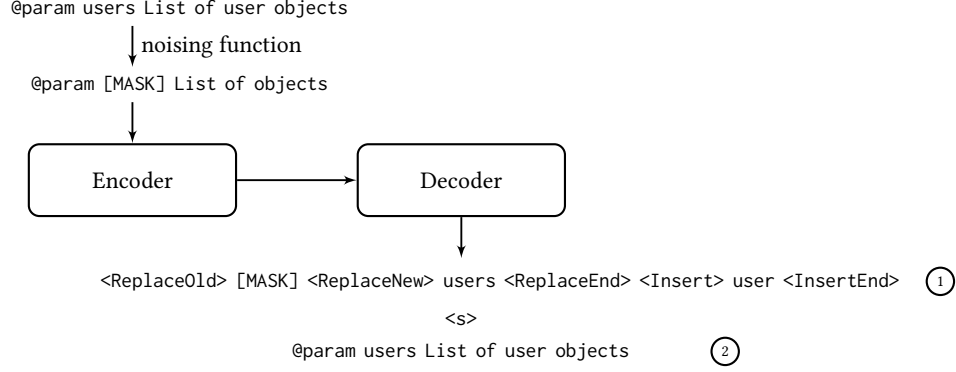 @param users List of user objects
noising function
@param [MASK] List of objects
Encoder
Decoder
<ReplaceOld> [MASK] <ReplaceNew> users <ReplaceEnd> <Insert> user <InsertEnd> 1
<s>
@param users List of user objects 2